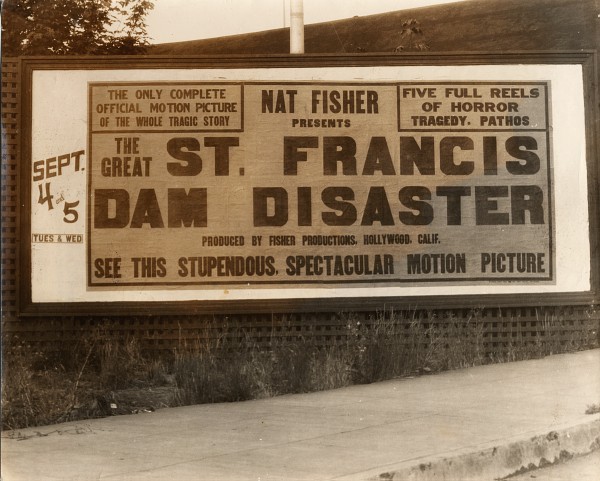 THE ONLY COMPLETE
OFFICIAL MOTION PICTURE
OF THE WHOLE TRAGIC STORY
NAT FISHER
PRESENTS
FIVE FULL REELS
OF HORROR
TRAGEDY. PATHOS
SEPT.
4 and 5
TUES & WED
THE
GREAT
ST. FRANCIS
DAM DISASTER
PRODUCED BY FISHER PRODUCTIONS. HOLLYWOOD. CALIF.
SEE THIS STUPENDOUS. SPECTACULAR MOTION PICTURE